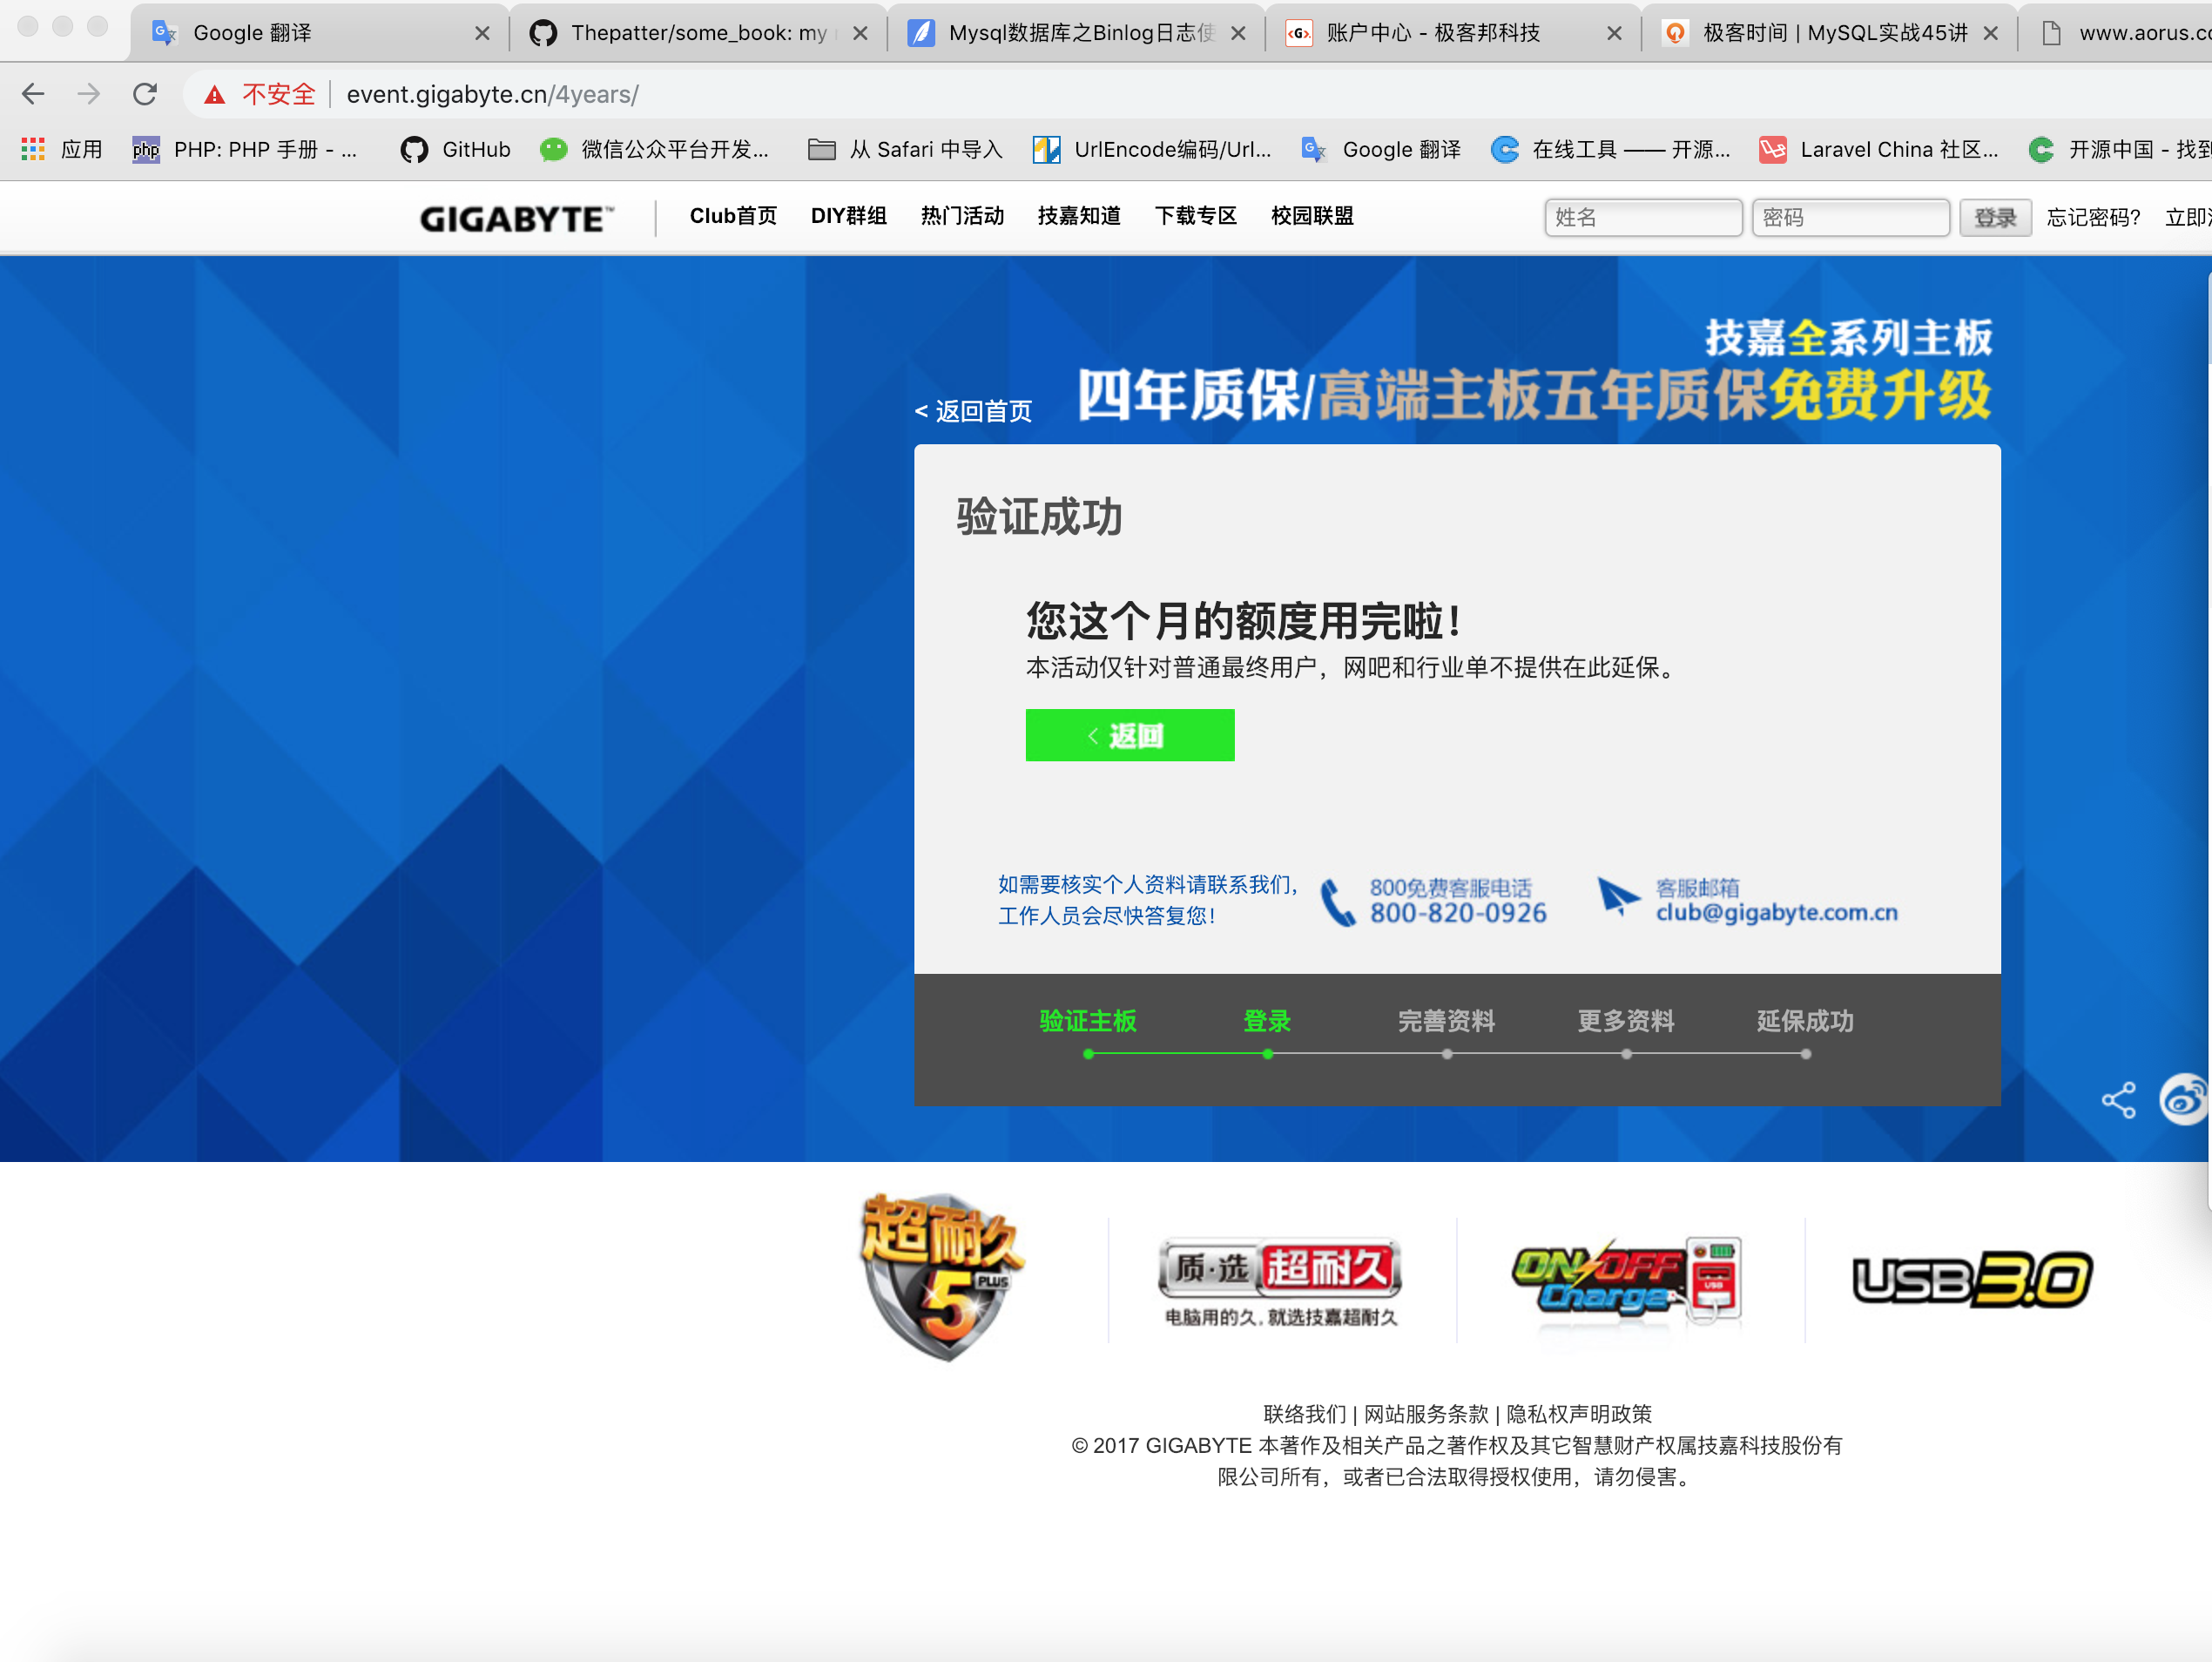 Google 翻译
Thepatter/some_book: my
Mysql数据库之Binlog日志使
账户中心 - 极客邦科技
极客时间 | MySQL实战45讲
www.aorus.co
不安全
event.gigabyte.cn/4years/
应用
PHP: PHP 手册 - ...
GitHub
微信公众平台开发...
从 Safari 中导入
UrlEncode编码/Url...
Google 翻译
在线工具 —— 开源...
Laravel China 社区...
开源中国 - 找到
GIGABYTE™
Club首页
DIY群组
热门活动
技嘉知道
下载专区
校园联盟
姓名
密码
登录
忘记密码?
立即
技嘉全系列主板
四年质保/高端主板五年质保免费升级
< 返回首页
验证成功
您这个月的额度用完啦！
本活动仅针对普通最终用户，网吧和行业单不提供在此延保。
< 返回
如需要核实个人资料请联系我们，
工作人员会尽快答复您！
800免费客服电话
800-820-0926
客服邮箱
club@gigabyte.com.cn
验证主板
登录
完善资料
更多资料
延保成功
超耐久
5 PLUS
质·选 超耐久
电脑用的久，就选技嘉超耐久
ON/OFF
Charge
USB
USB 3.0
联络我们 | 网站服务条款 | 隐私权声明政策
© 2017 GIGABYTE 本著作及相关产品之著作权及其它智慧财产权属技嘉科技股份有
限公司所有，或者已合法取得授权使用，请勿侵害。